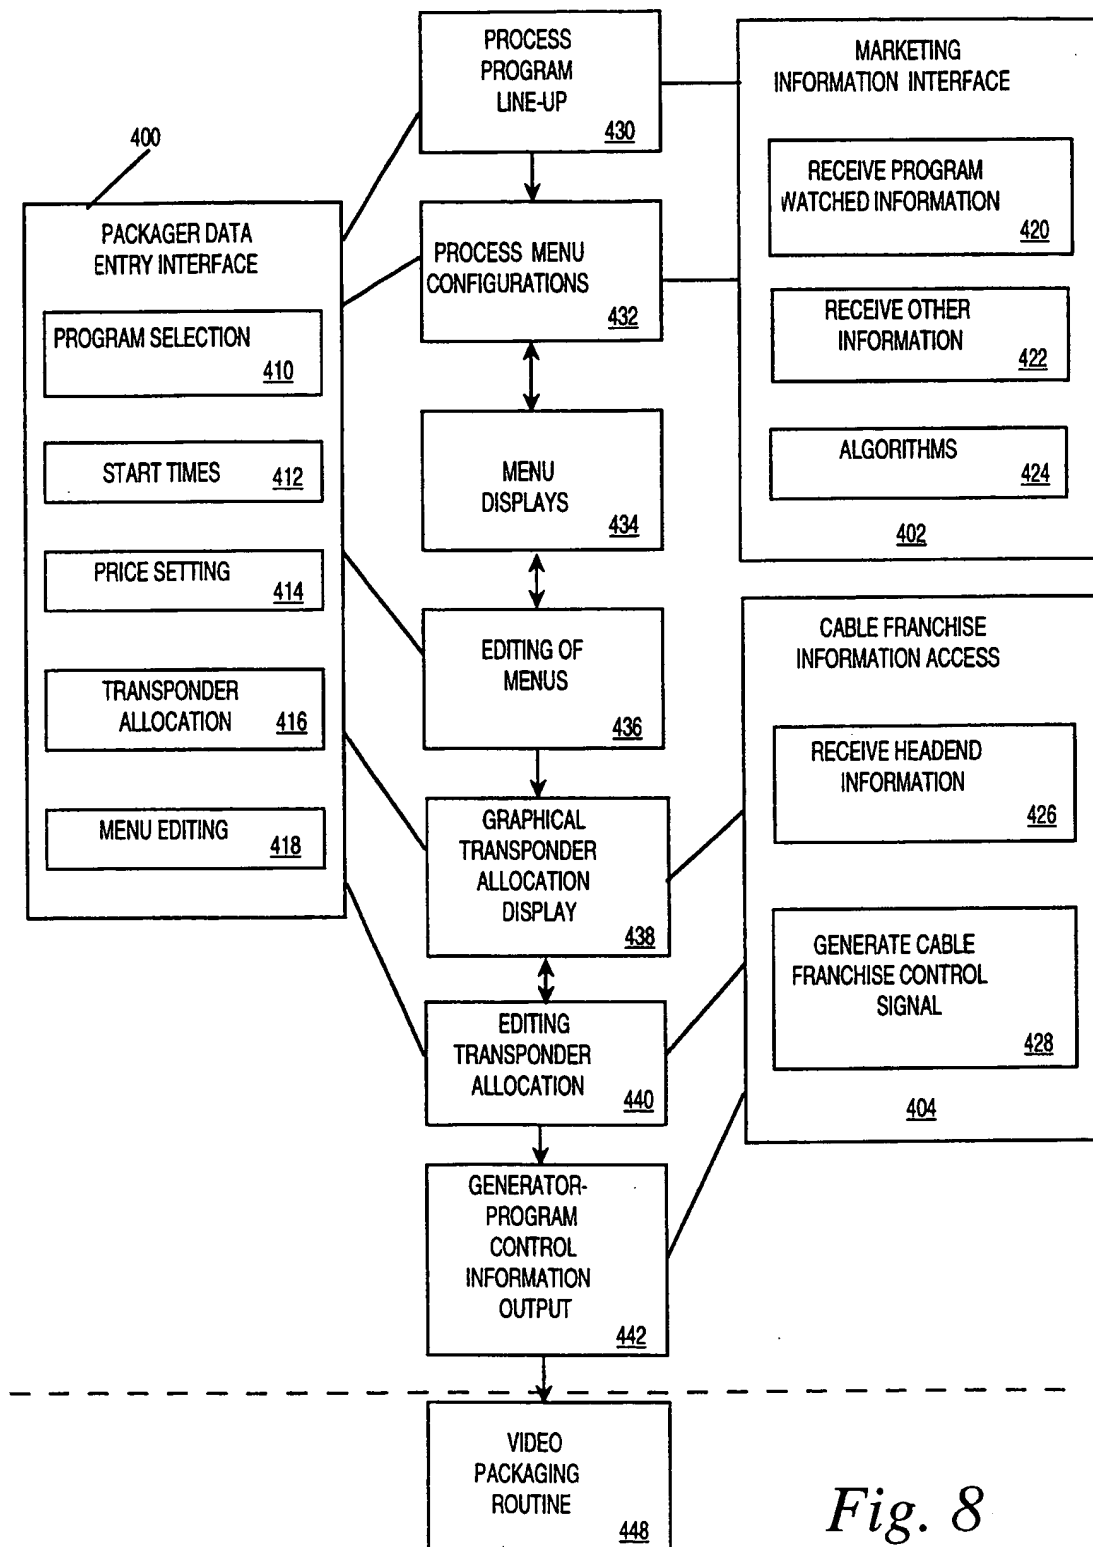 400
PACKAGER DATA
ENTRY INTERFACE
PROGRAM SELECTION
410
START TIMES
412
PRICE SETTING
414
TRANSPONDER
ALLOCATION
416
MENU EDITING
418
PROCESS
PROGRAM
LINE-UP
430
PROCESS MENU
CONFIGURATIONS
432
MENU
DISPLAYS
434
EDITING OF
MENUS
436
GRAPHICAL
TRANSPONDER
ALLOCATION
DISPLAY
438
EDITING
TRANSPONDER
ALLOCATION
440
GENERATOR-
PROGRAM
CONTROL
INFORMATION
OUTPUT
442
VIDEO
PACKAGING
ROUTINE
448
MARKETING
INFORMATION INTERFACE
RECEIVE PROGRAM
WATCHED INFORMATION
420
RECEIVE OTHER
INFORMATION
422
ALGORITHMS
424
402
CABLE FRANCHISE
INFORMATION ACCESS
RECEIVE HEADEND
INFORMATION
426
GENERATE CABLE
FRANCHISE CONTROL
SIGNAL
428
404
Fig. 8